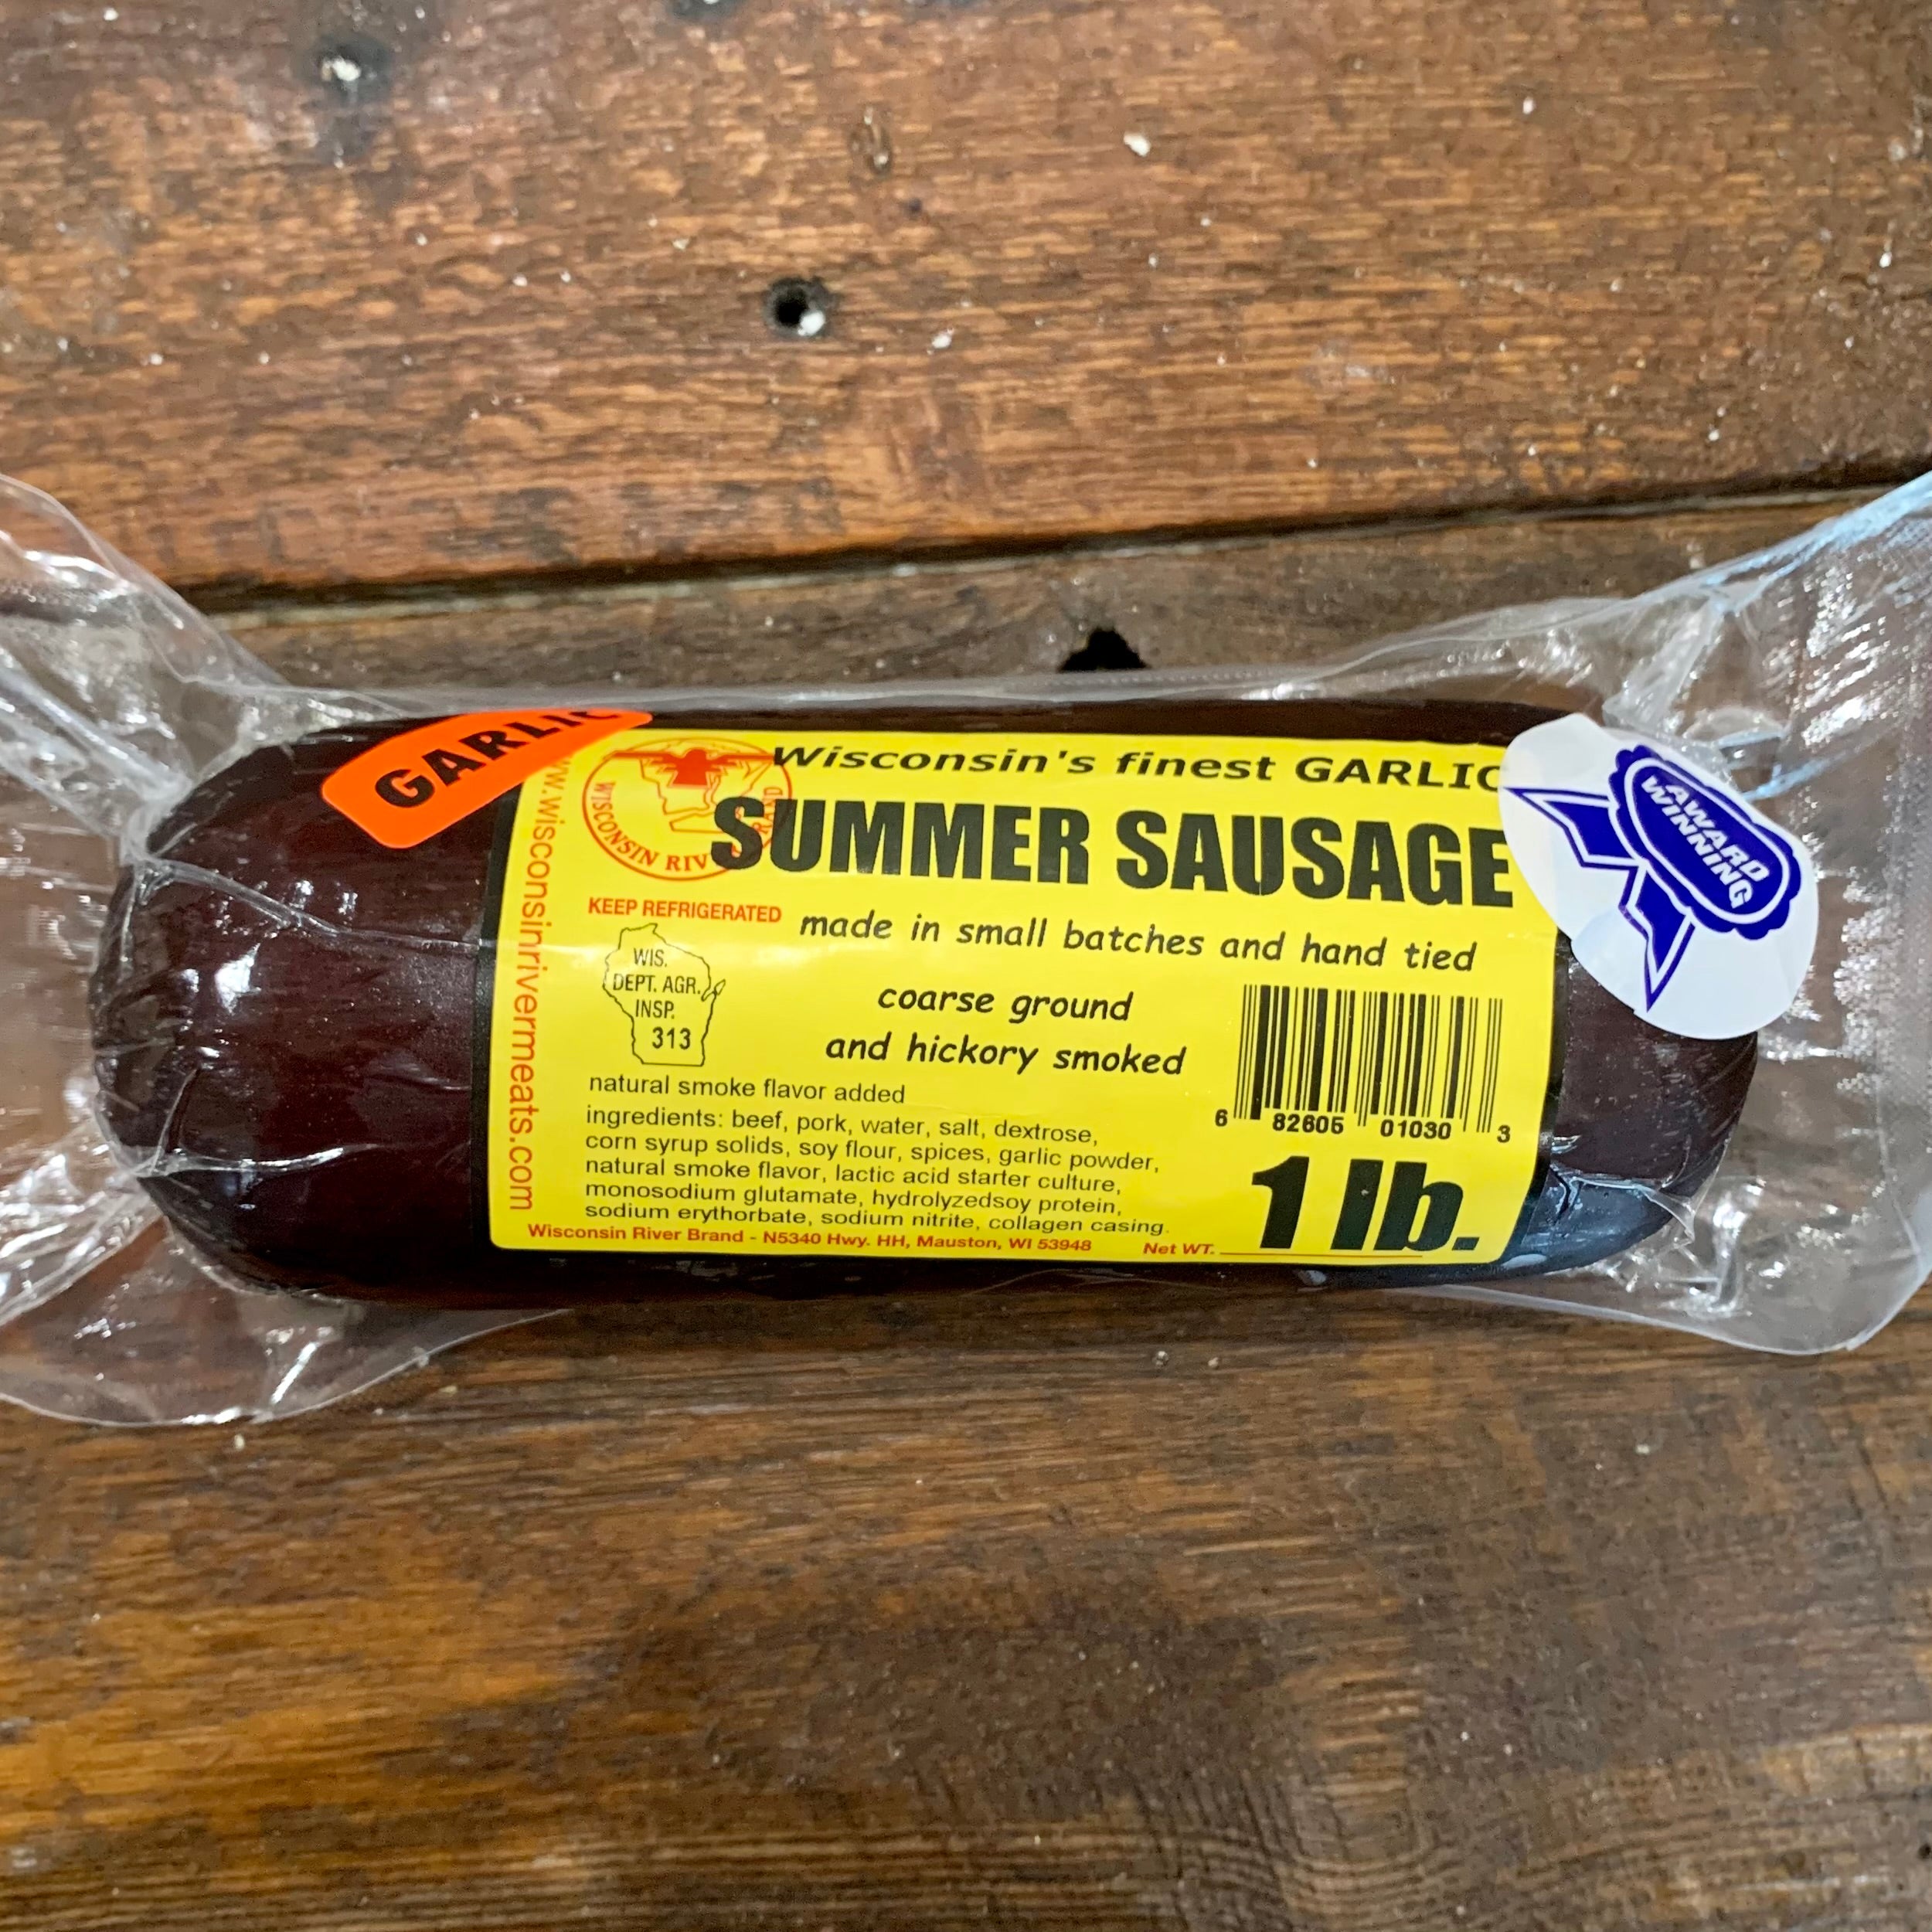 GARLIC
Wisconsin's finest GARLIC
SUMMER SAUSAGE
WISCONSIN RIV
AWARD
WINNING
KEEP REFRIGERATED
made in small batches and hand tied
WIS.
DEPT. AGR.
INSP.
313
coarse ground
and hickory smoked
natural smoke flavor added
ingredients: beef, pork, water, salt, dextrose,
corn syrup solids, soy flour, spices, garlic powder,
natural smoke flavor, lactic acid starter culture,
monosodium glutamate, hydrolyzedsoy protein,
sodium erythorbate, sodium nitrite, collagen casing.
6 82605 01030 3
1 lb.
Wisconsin River Brand - N5340 Hwy. HH, Mauston, WI 53948
Net WT.
www.wisconsinrivermeats.com